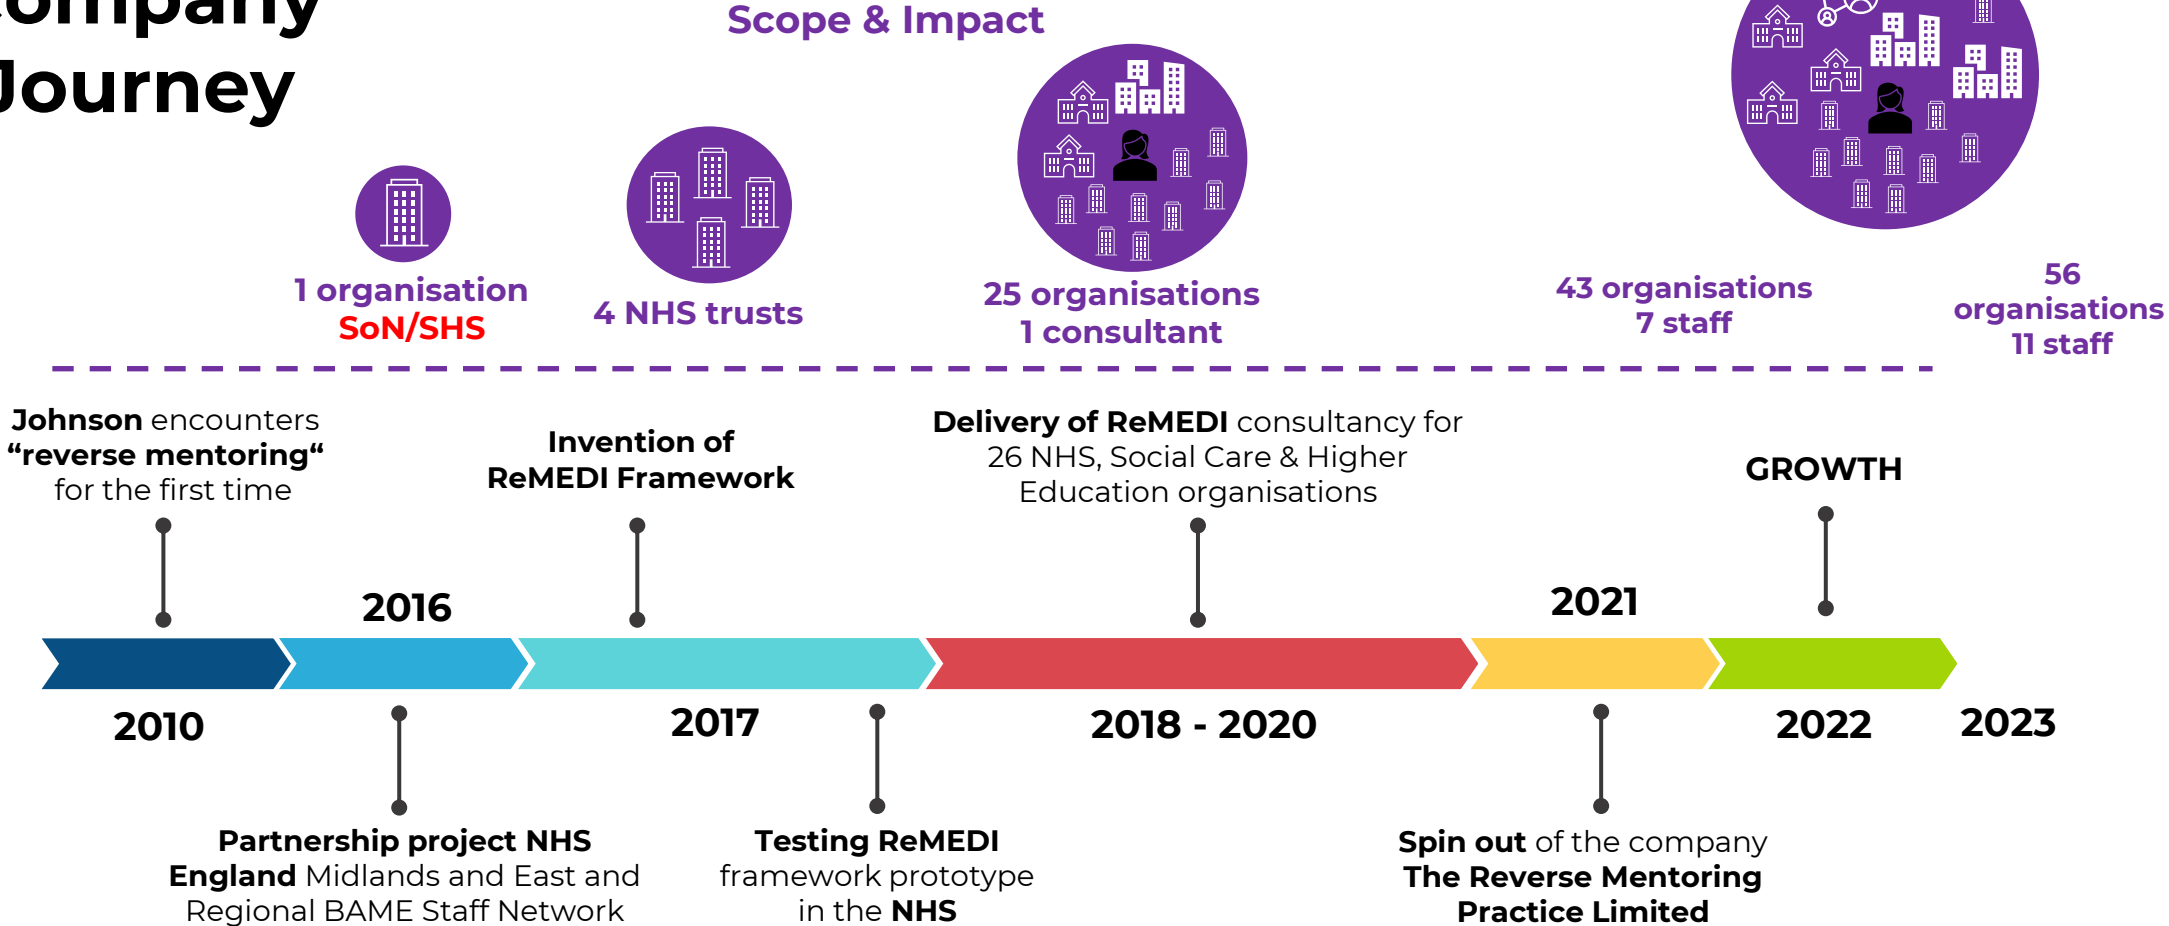 Journey
Scope & Impact
1 organisation
SoN/SHS
4 NHS trusts
25 organisations
1 consultant
43 organisations
7 staff
56
organisations
11 staff
Johnson encounters
“reverse mentoring“
for the first time
Invention of
ReMEDI Framework
Delivery of ReMEDI consultancy for
26 NHS, Social Care & Higher
Education organisations
GROWTH
2016
2021
2010
2017
2018 - 2020
2022
2023
Partnership project NHS
England Midlands and East and
Regional BAME Staff Network
Testing ReMEDI
framework prototype
in the NHS
Spin out of the company
The Reverse Mentoring
Practice Limited